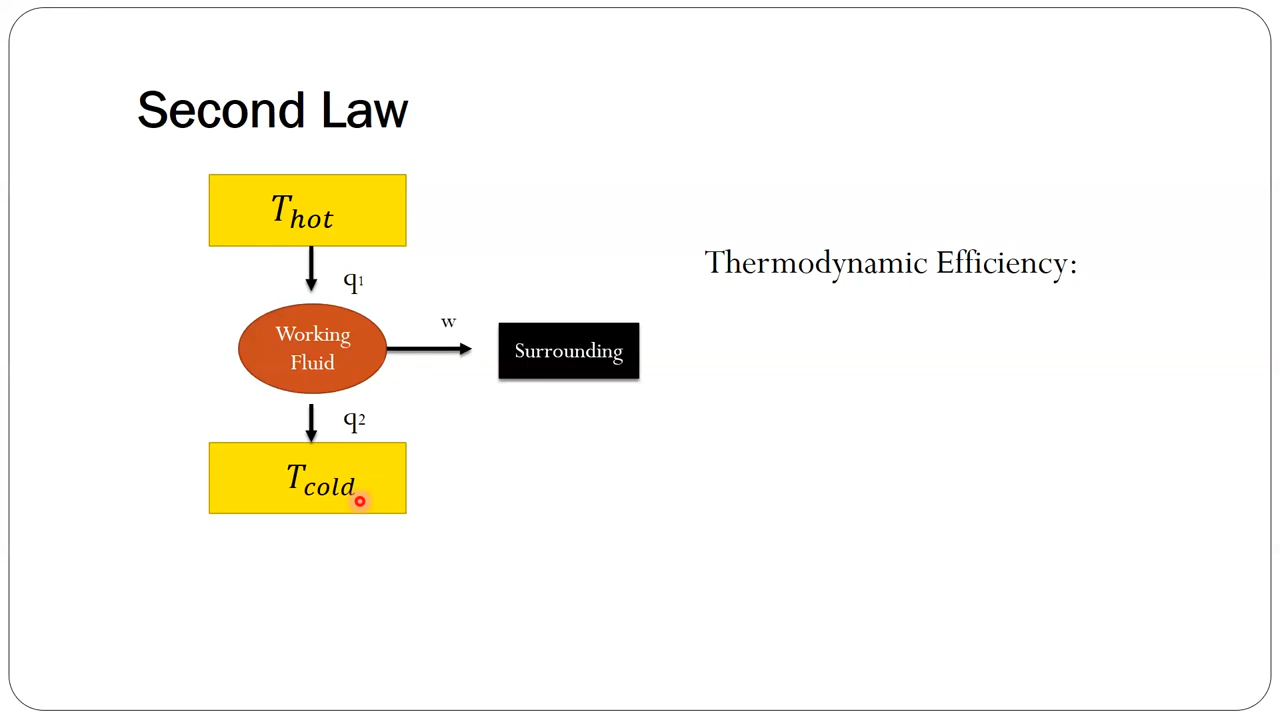 Second Law
T_hot
q1
Thermodynamic Efficiency:
w
Working
Fluid
Surrounding
q2
T_cold